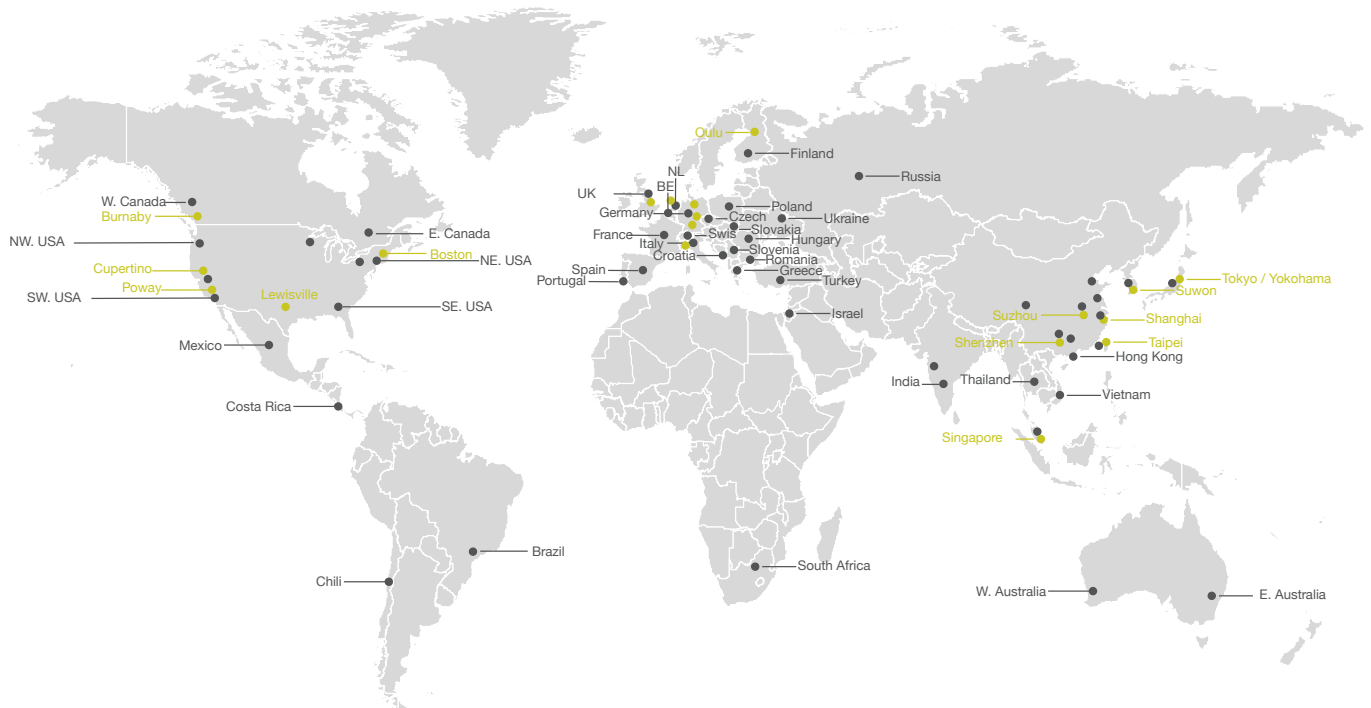 Oulu
Finland
NL
Russia
BE
UK
W. Canada
Poland
Burnaby
Germany
Czech
Ukraine
Slovakia
E. Canada
France
Swis
Hungary
NW. USA
Italy
Slovenia
Boston
Croatia
NE. USA
Romania
Cupertino
Spain
Greece
Tokyo / Yokohama
Portugal
Turkey
Poway
Suwon
Lewisville
SW. USA
SE. USA
Israel
Suzhou
Shanghai
Mexico
Shenzhen
Taipei
Hong Kong
India
Thailand
Vietnam
Costa Rica
Singapore
Brazil
South Africa
Chili
W. Australia
E. Australia